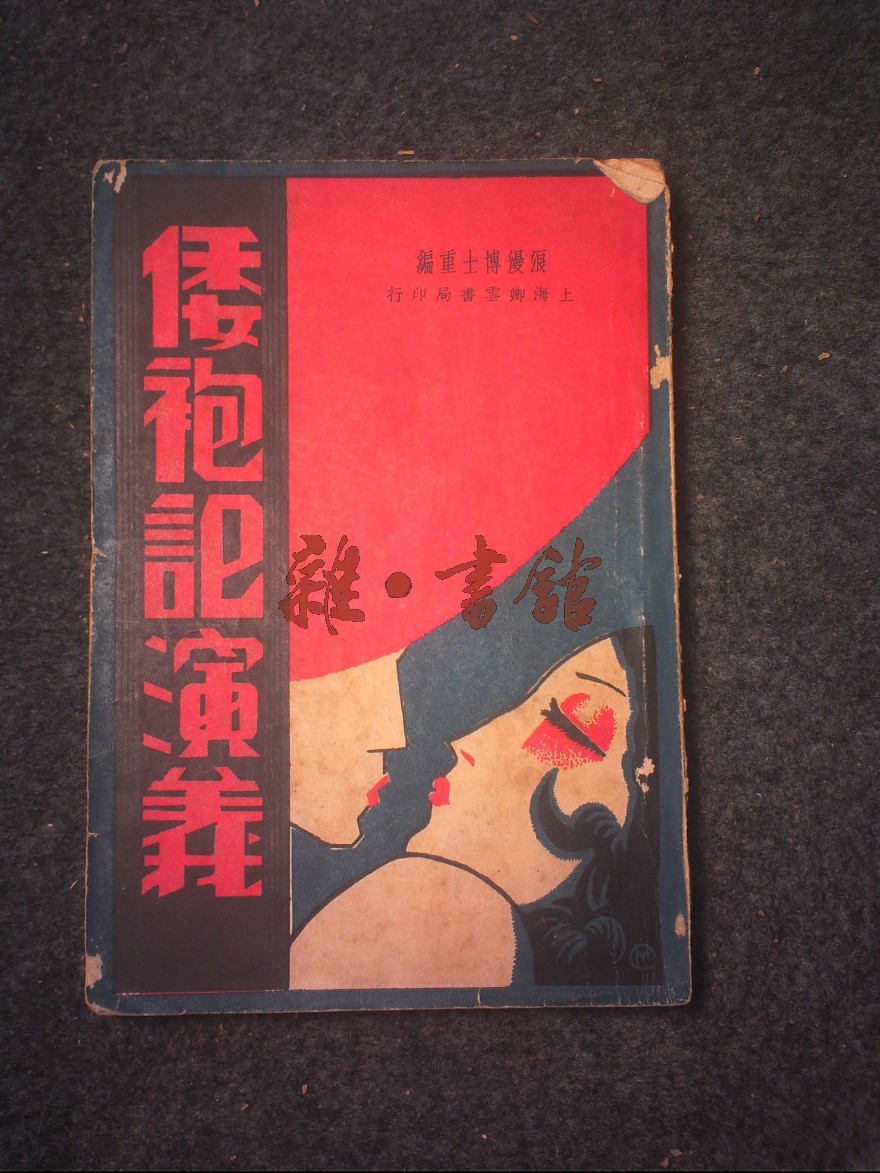 浪漫博士重編
上海卿雲書局印行
倭袍記演義
雜·書館